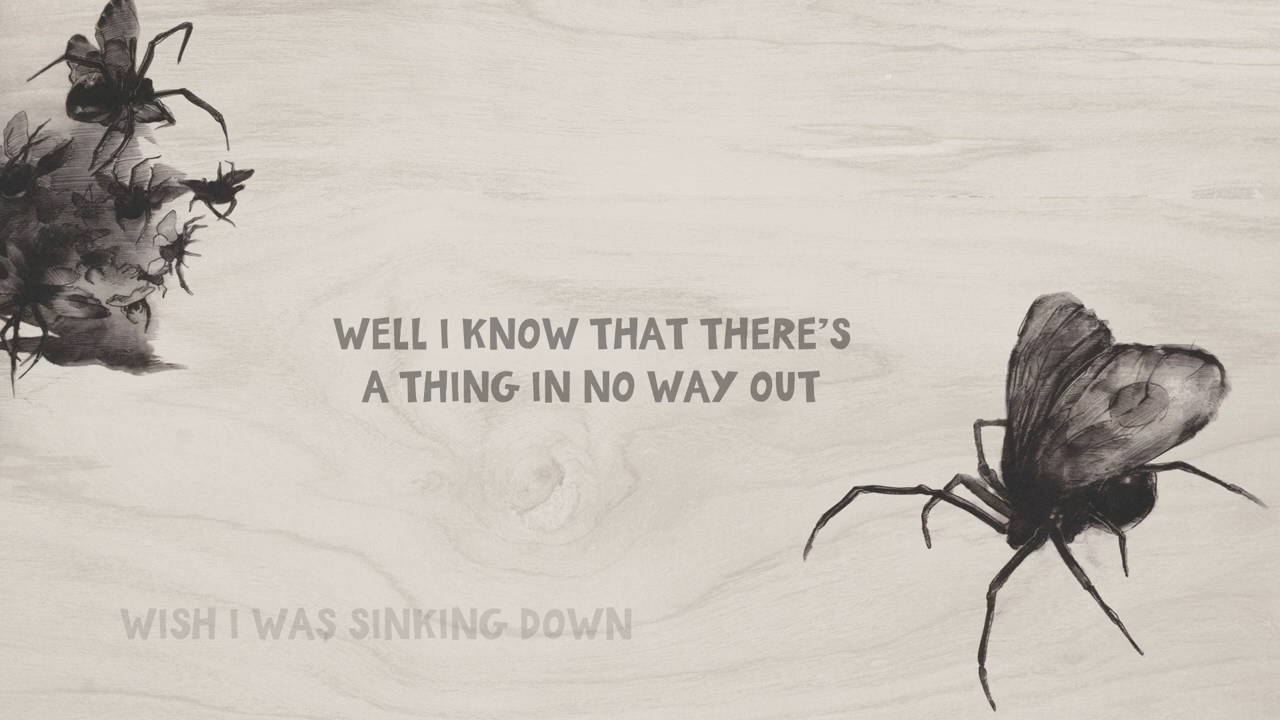 WELL I KNOW THAT THERE'S
A THING IN NO WAY OUT
WISH I WAS SINKING DOWN